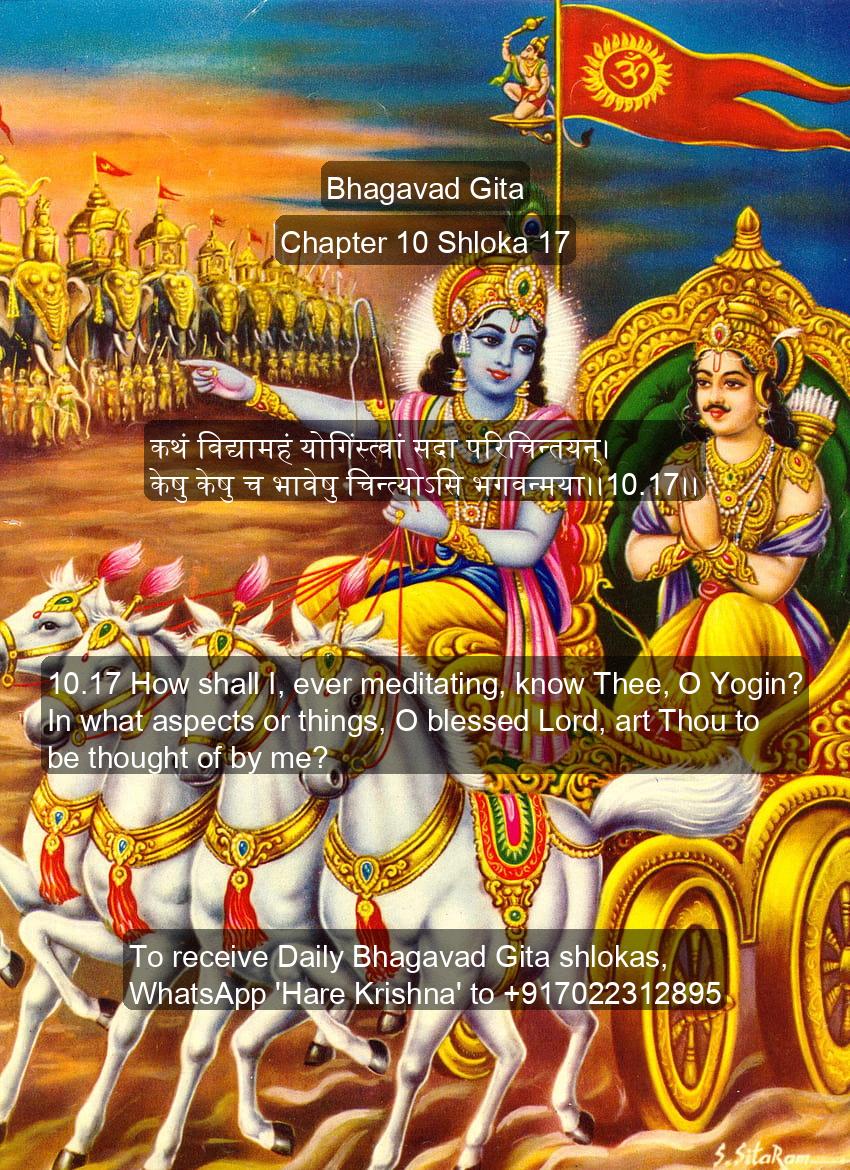 ॐ
Bhagavad Gita
Chapter 10 Shloka 17
कथं विद्यामहं योगिंस्त्वां सदा परिचिन्तयन्।
केषु केषु च भावेषु चिन्त्योऽसि भगवन्मया।।10.17।।
10.17 How shall I, ever meditating, know Thee, O Yogin?
In what aspects or things, O blessed Lord, art Thou to
be thought of by me?
To receive Daily Bhagavad Gita shlokas,
WhatsApp 'Hare Krishna' to +917022312895
S. SitaRam